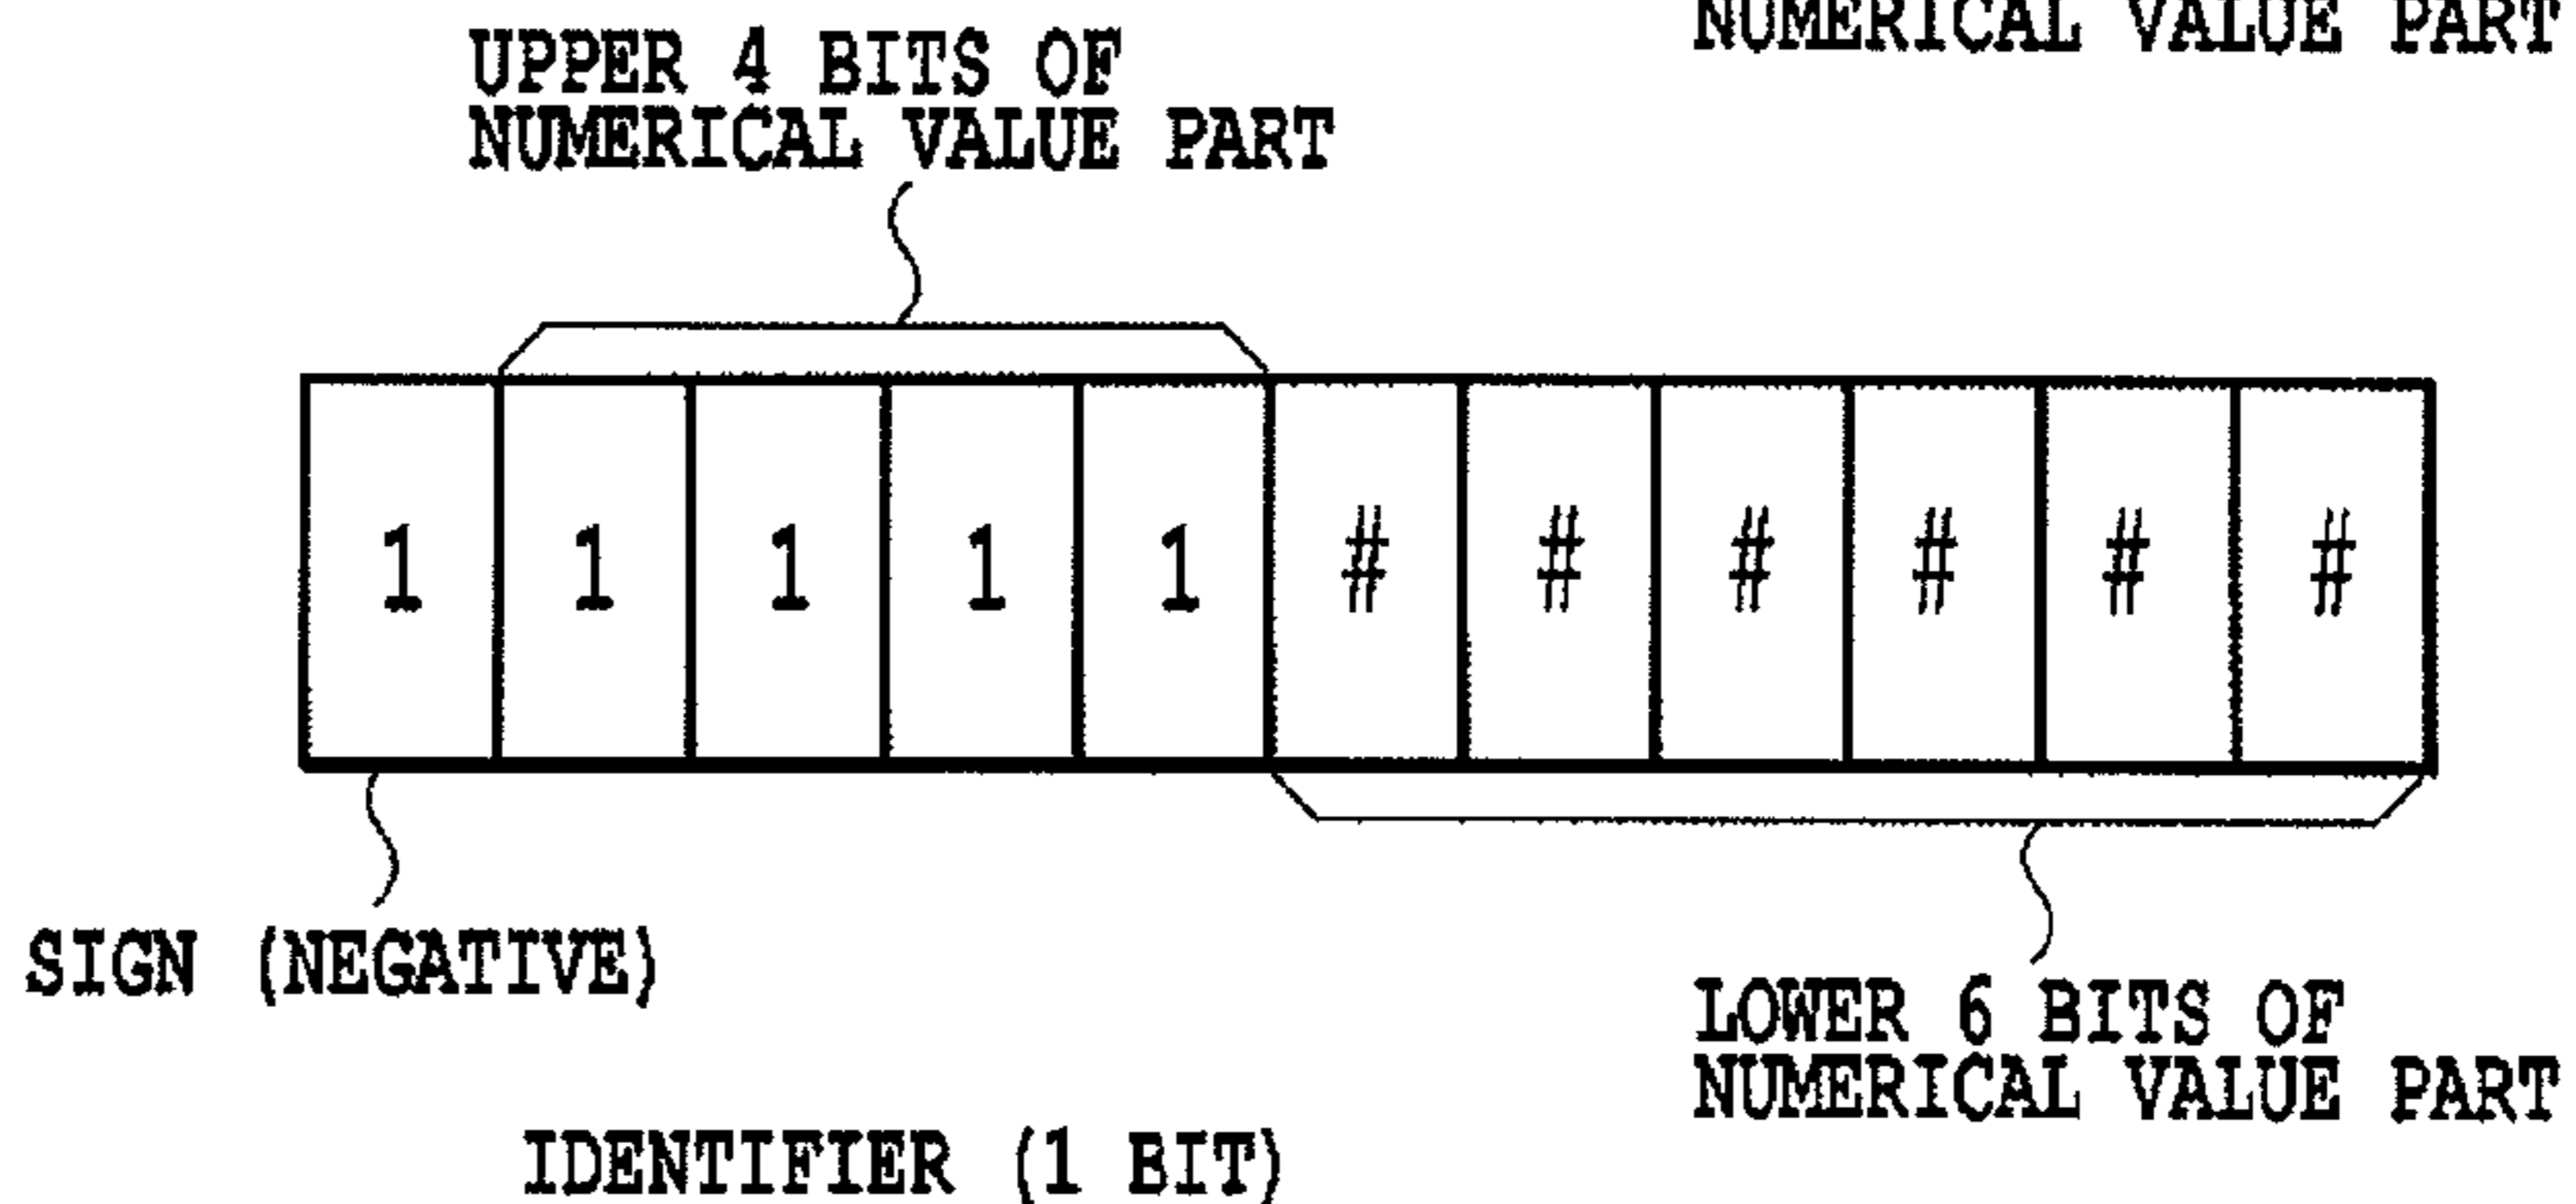 NUMERICAL VALUE PART
UPPER 4 BITS OF
NUMERICAL VALUE PART
1 1 1 1 1 # # # # # #
SIGN (NEGATIVE)
LOWER 6 BITS OF
NUMERICAL VALUE PART
IDENTIFIER (1 BIT)